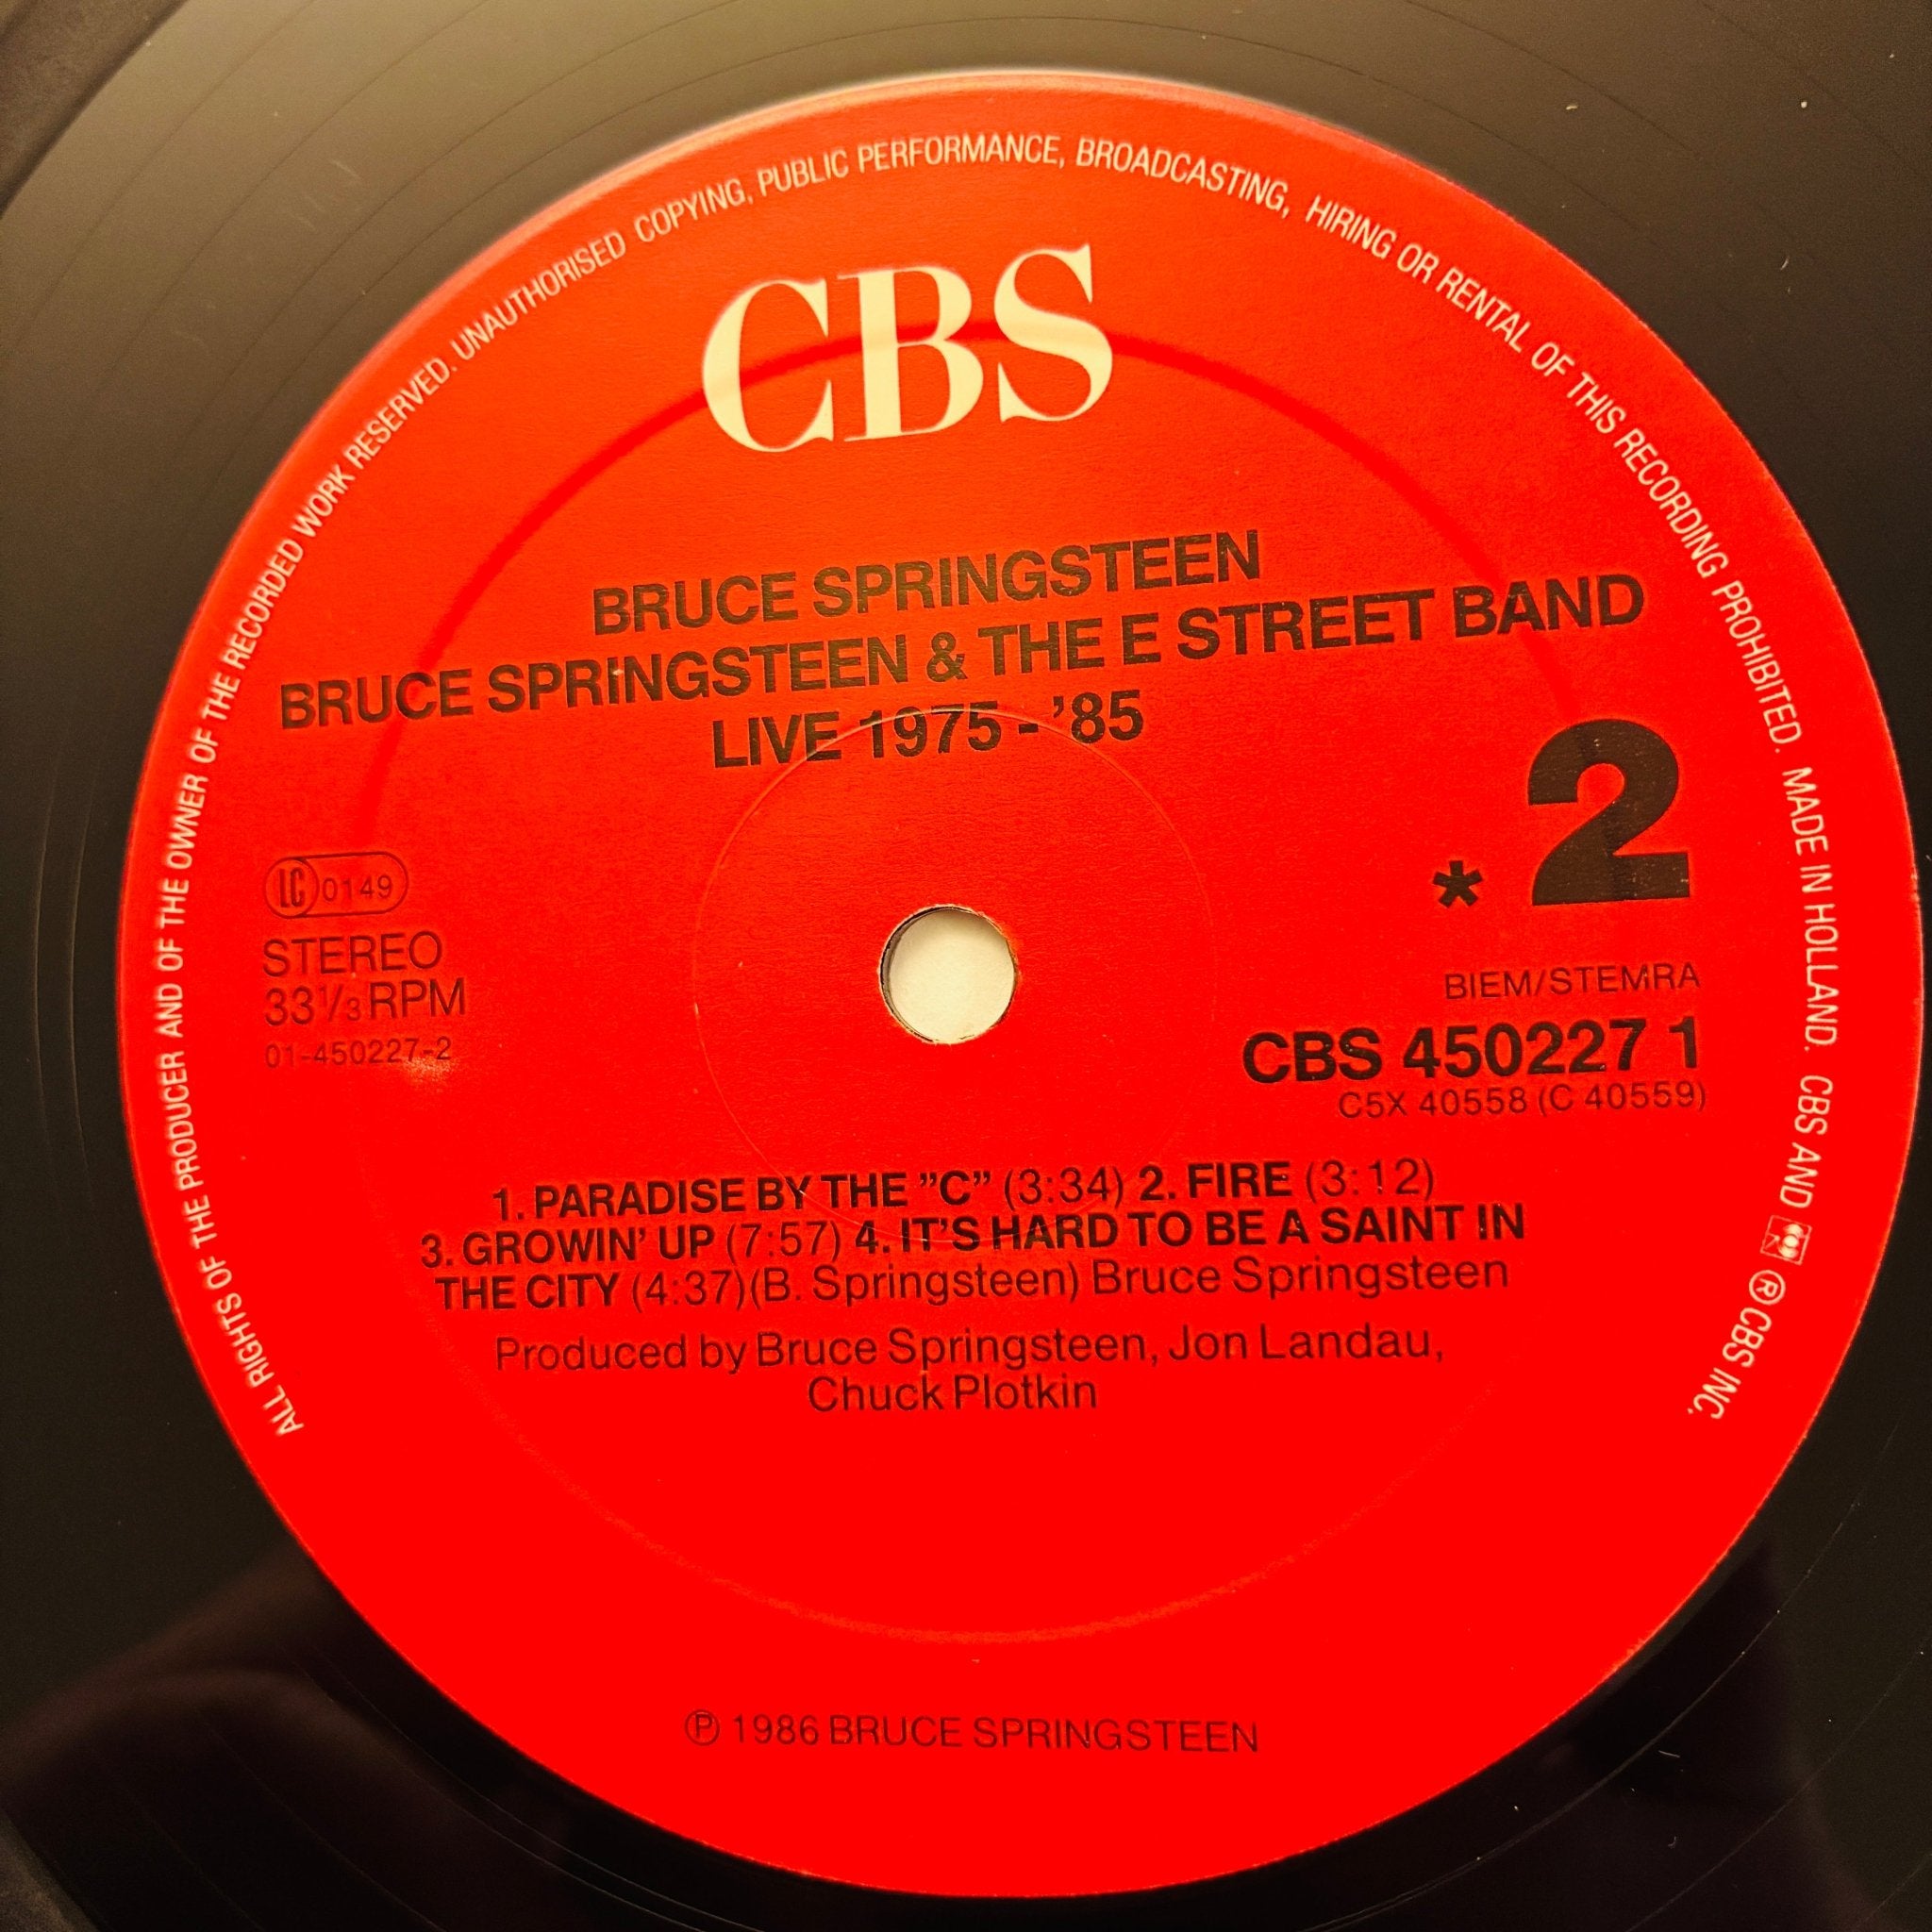 ALL RIGHTS OF THE PRODUCER AND OF THE OWNER OF THE RECORDED WORK RESERVED. UNAUTHORISED COPYING, PUBLIC PERFORMANCE, BROADCASTING, HIRING OR RENTAL OF THIS RECORDING PROHIBITED. MADE IN HOLLAND. CBS AND ® CBS INC.
CBS
BRUCE SPRINGSTEEN
BRUCE SPRINGSTEEN & THE E STREET BAND
LIVE 1975 - '85
* 2
LC 0149
STEREO
33 1/3 RPM
01-450227-2
BIEM/STEMRA
CBS 450227 1
C5X 40558 (C 40559)
1. PARADISE BY THE "C" (3:34) 2. FIRE (3:12)
3. GROWIN' UP (7:57) 4. IT'S HARD TO BE A SAINT IN
THE CITY (4:37)(B. Springsteen) Bruce Springsteen
Produced by Bruce Springsteen, Jon Landau,
Chuck Plotkin
℗ 1986 BRUCE SPRINGSTEEN